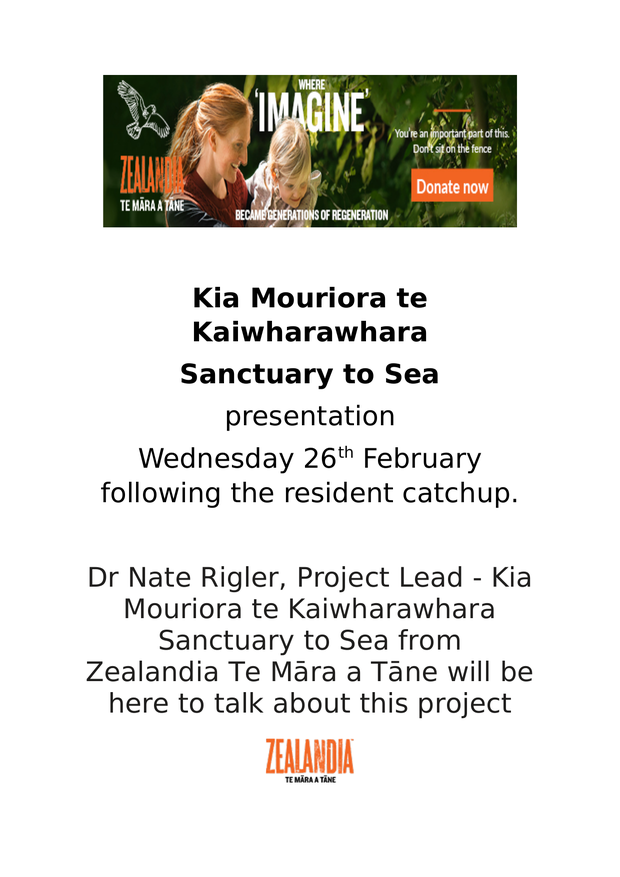 WHERE
'IMAGINE'
You're an important part of this.
Don't sit on the fence
Donate now
ZEALANDIA
TE MĀRA A TĀNE
BECAME GENERATIONS OF REGENERATION
Kia Mouriora te
Kaiwharawhara
Sanctuary to Sea
presentation
Wednesday 26th February
following the resident catchup.
Dr Nate Rigler, Project Lead - Kia
Mouriora te Kaiwharawhara
Sanctuary to Sea from
Zealandia Te Māra a Tāne will be
here to talk about this project
ZEALANDIA
TE MĀRA A TĀNE